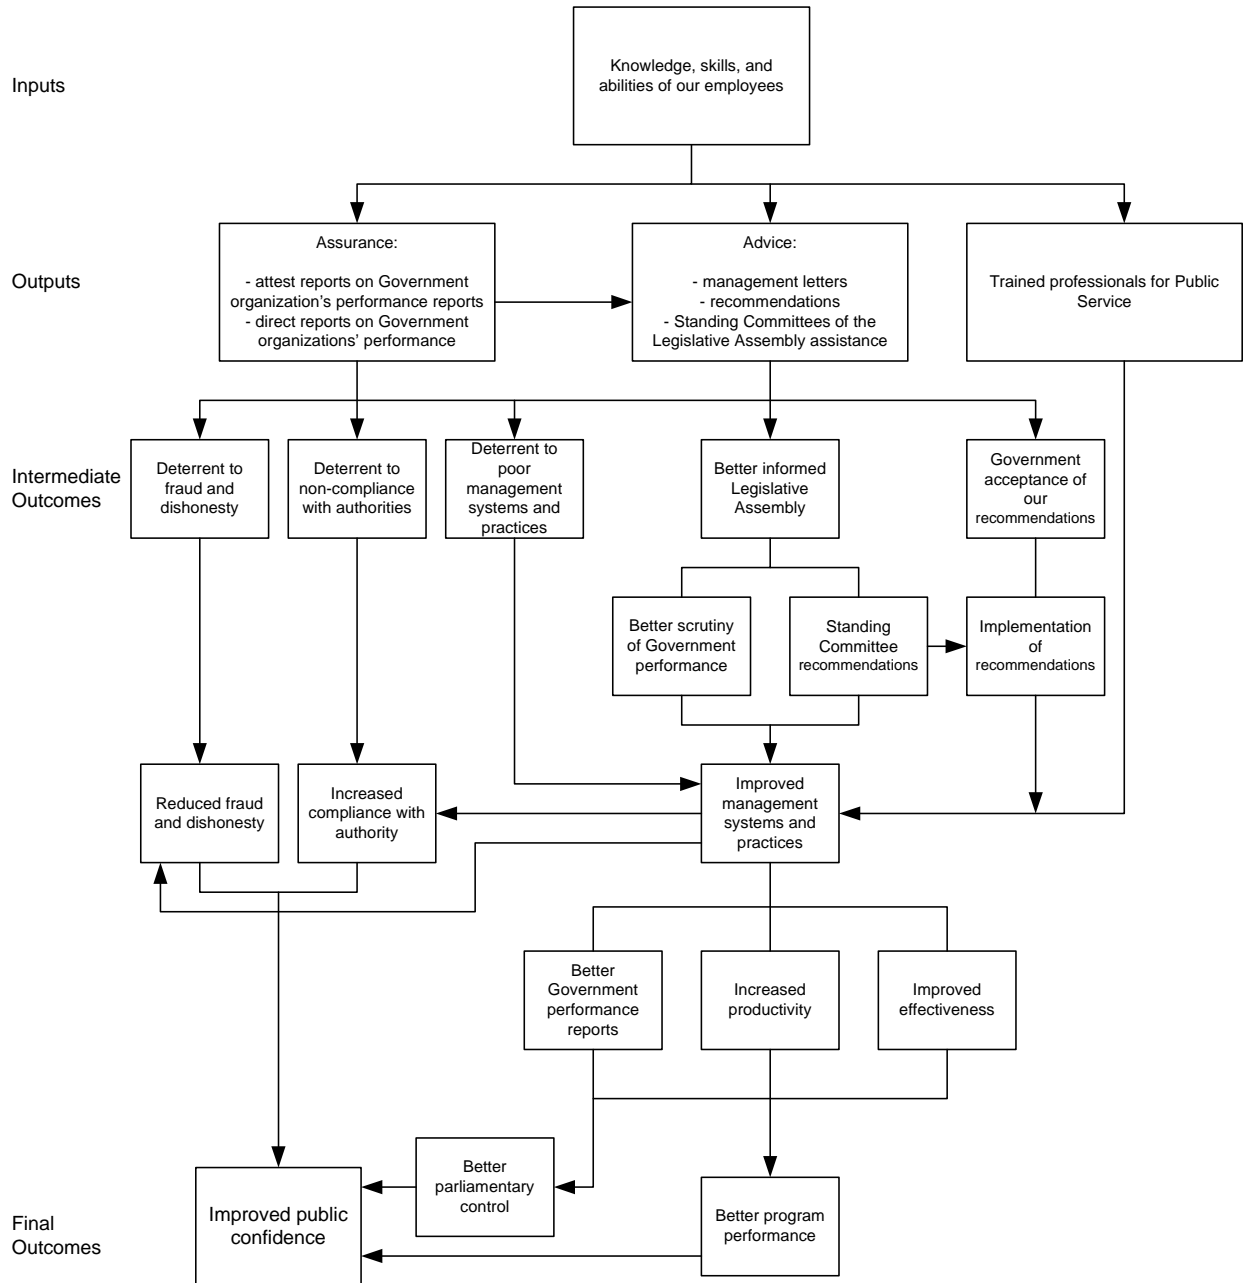 Inputs
Knowledge, skills, and
abilities of our employees
Outputs
Assurance:
- attest reports on Government
organization's performance reports
- direct reports on Government
organizations' performance
Advice:
- management letters
- recommendations
- Standing Committees of the
Legislative Assembly assistance
Trained professionals for Public
Service
Intermediate
Outcomes
Deterrent to
fraud and
dishonesty
Deterrent to
non-compliance
with authorities
Deterrent to
poor
management
systems and
practices
Better informed
Legislative
Assembly
Government
acceptance of
our
recommendations
Better scrutiny
of Government
performance
Standing
Committee
recommendations
Implementation
of
recommendations
Reduced fraud
and dishonesty
Increased
compliance with
authority
Improved
management
systems and
practices
Better
Government
performance
reports
Increased
productivity
Improved
effectiveness
Final
Outcomes
Improved public
confidence
Better
parliamentary
control
Better program
performance